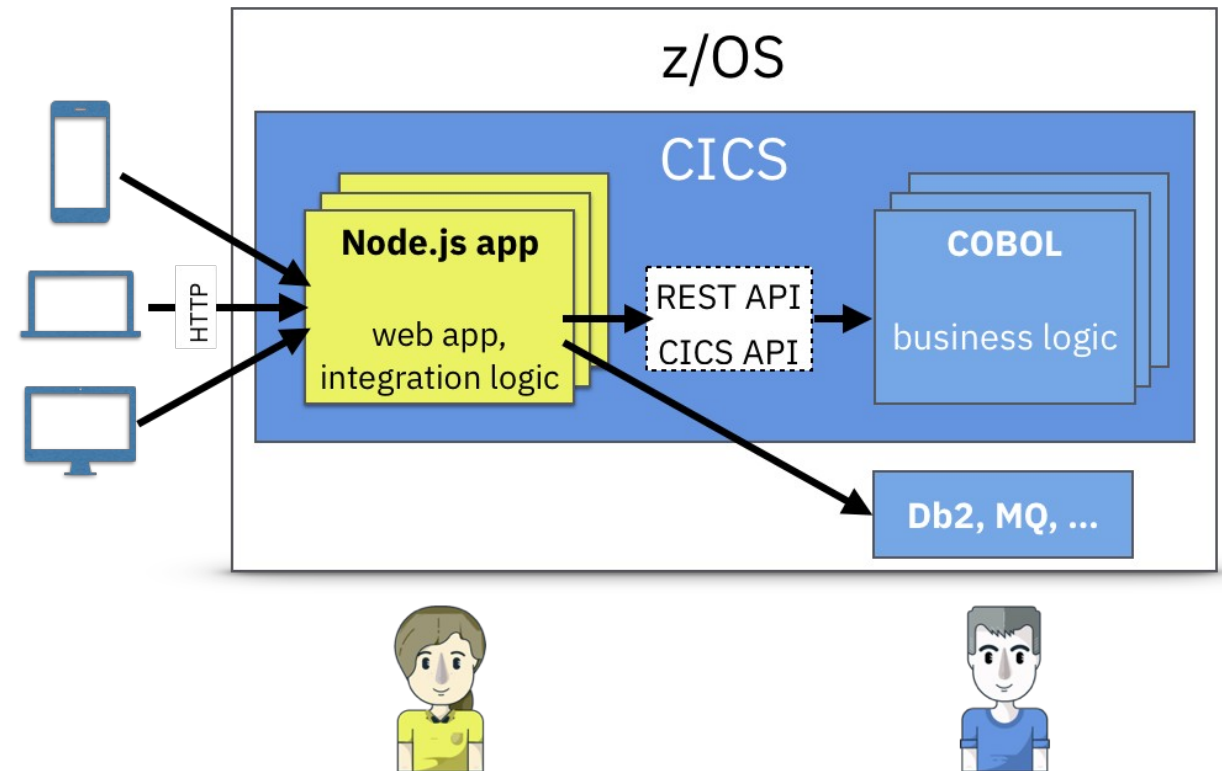 z/OS
CICS
HTTP
Node.js app
web app,
integration logic
REST API
CICS API
COBOL
business logic
Db2, MQ, ...